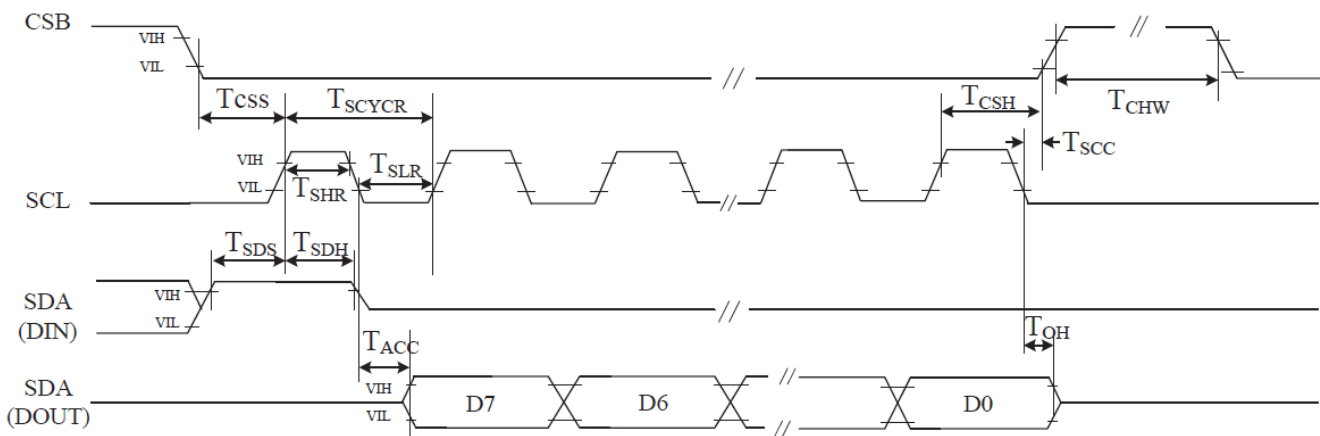 CSB
VIH
VIL
Tcss
TSCYCR
TCSH
TCHW
TSCC
VIH
VIL
TSHR
TSLR
SCL
TSDS
TSDH
SDA
(DIN)
VIH
VIL
TACC
TOH
SDA
(DOUT)
VIH
VIL
D7
D6
D0